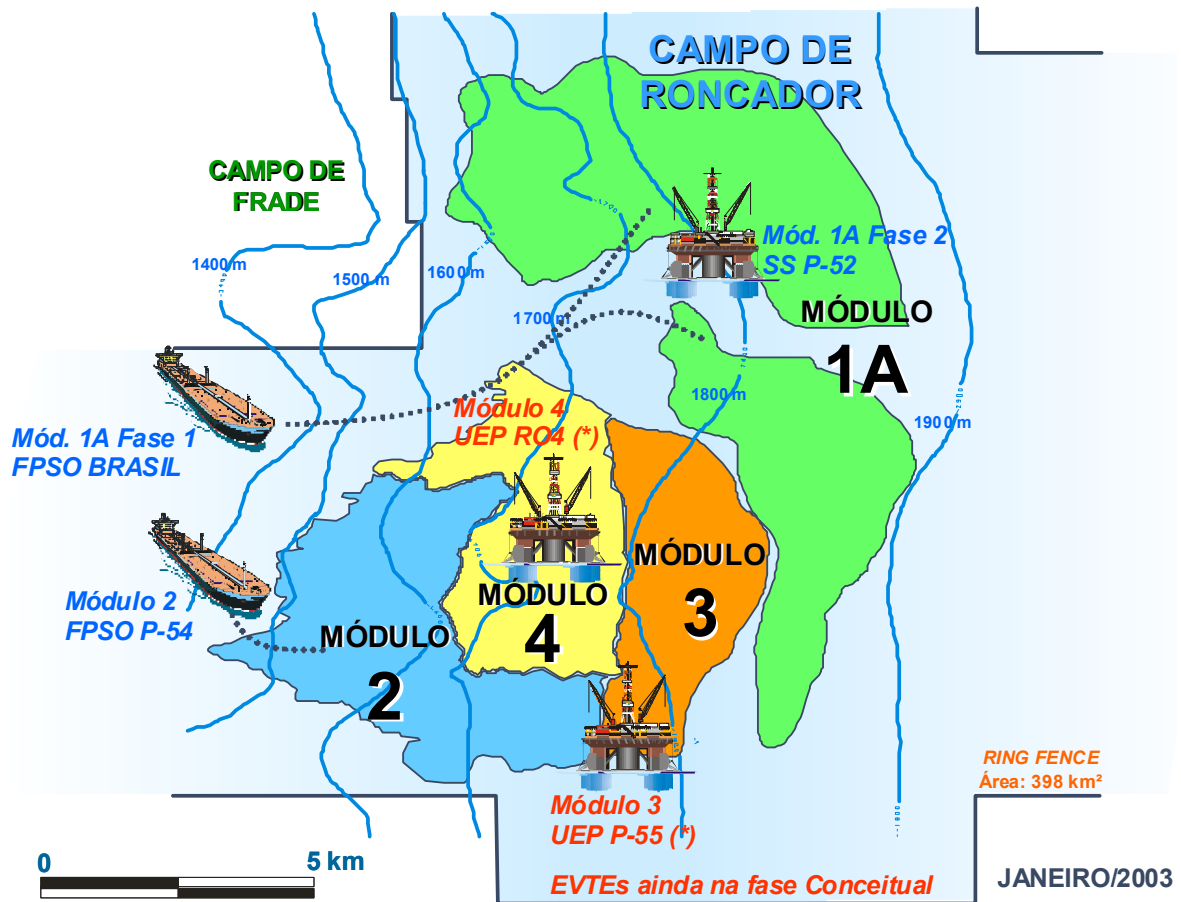 CAMPO DE
RONCADOR
CAMPO DE
FRADE
Mód. 1A Fase 2
SS P-52
1400 m
1500 m
1600 m
1700 m
1800 m
1900 m
MÓDULO
1A
Mód. 1A Fase 1
FPSO BRASIL
Módulo 4
UEP RO4 (*)
MÓDULO
3
MÓDULO
4
Módulo 2
FPSO P-54
MÓDULO
2
RING FENCE
Área: 398 km²
Módulo 3
UEP P-55 (*)
0
5 km
EVTEs ainda na fase Conceitual
JANEIRO/2003